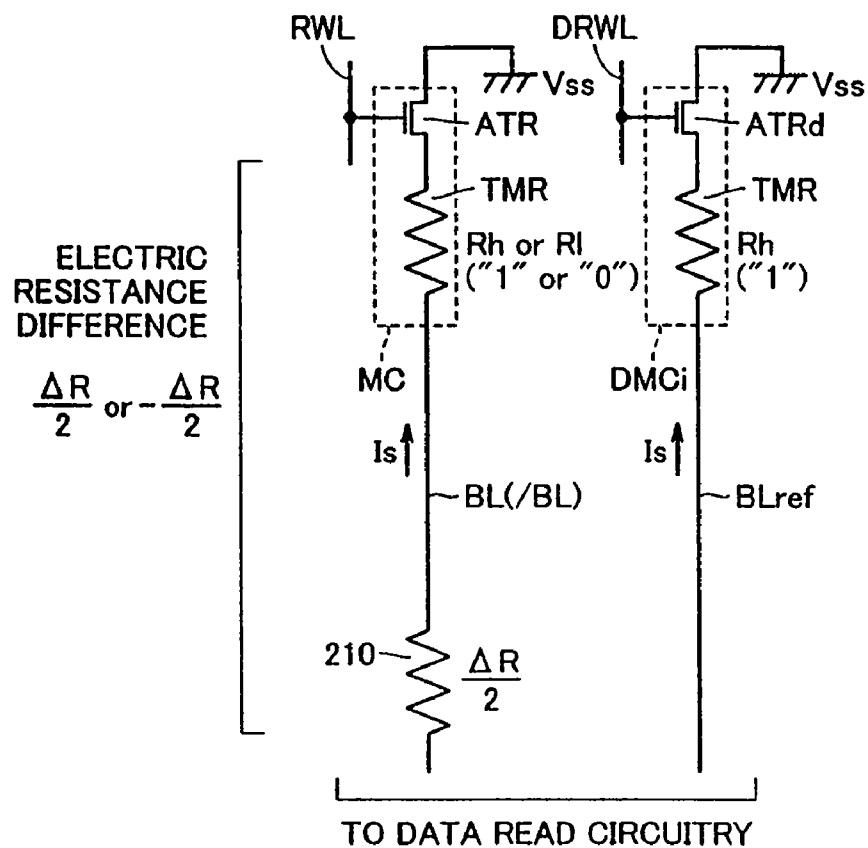 RWL
DRWL
Vss
Vss
ATR
ATRd
TMR
TMR
Rh or Rl
("1" or "0")
Rh
("1")
ELECTRIC
RESISTANCE
DIFFERENCE
ΔR/2 or -ΔR/2
MC
DMCi
Is
Is
BL(/BL)
BLref
210
ΔR/2
TO DATA READ CIRCUITRY